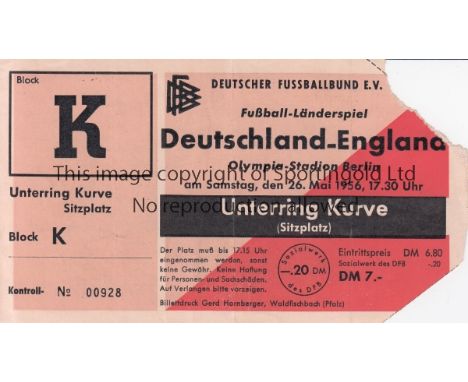 Block
K
Unterring Kurve
Sitzplatz
Block K
Kontroll- № 00928
DFB
DEUTSCHER FUSSBALLBUND E.V.
Fußball-Länderspiel
Deutschland-England
Olympia-Stadion Berlin
am Samstag, den 26. Mai 1956, 17.30 Uhr
Unterring Kurve
(Sitzplatz)
Der Platz muß bis 17.15 Uhr
eingenommen werden, sonst
keine Gewähr. Keine Haftung
für Personen- und Sachschäden.
Auf Verlangen bitte vorzeigen.
Sozialwerk
-.20 DM
des DFB
Eintrittspreis DM 6.80
Sozialwerk des DFB -.20
DM 7.-
Billettdruck Gerd Hornberger, Waldfischbach (Pfalz)
This image copyright of Sportingold Ltd
No reproduction allowed